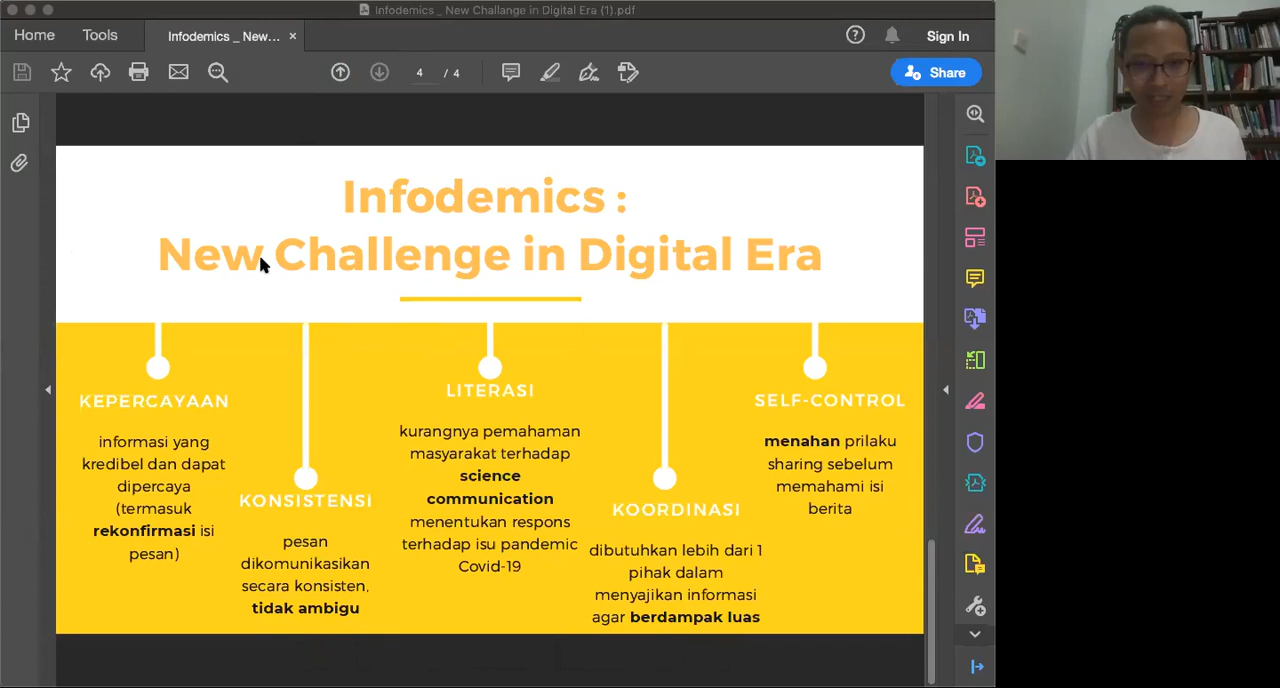 Infodemics _ New Challange in Digital Era (1).pdf
Home Tools Infodemics _ New... × Sign In
4 / 4 Share
Infodemics :
New Challenge in Digital Era
KEPERCAYAAN
informasi yang
kredibel dan dapat
dipercaya
(termasuk
rekonfirmasi isi
pesan)
KONSISTENSI
pesan
dikomunikasikan
secara konsisten,
tidak ambigu
LITERASI
kurangnya pemahaman
masyarakat terhadap
science
communication
menentukan respons
terhadap isu pandemic
Covid-19
KOORDINASI
dibutuhkan lebih dari 1
pihak dalam
menyajikan informasi
agar berdampak luas
SELF-CONTROL
menahan prilaku
sharing sebelum
memahami isi
berita